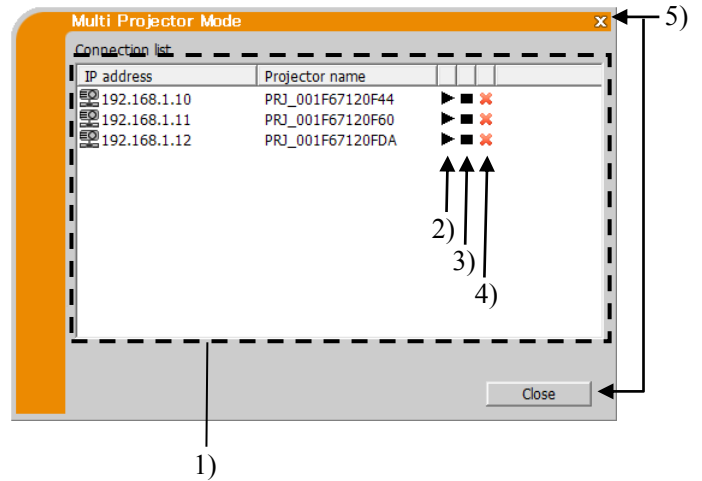 Multi Projector Mode x
5)
Connection list
IP address Projector name
192.168.1.10 PRJ_001F67120F44
192.168.1.11 PRJ_001F67120F60
192.168.1.12 PRJ_001F67120FDA
2)
3)
4)
Close
1)